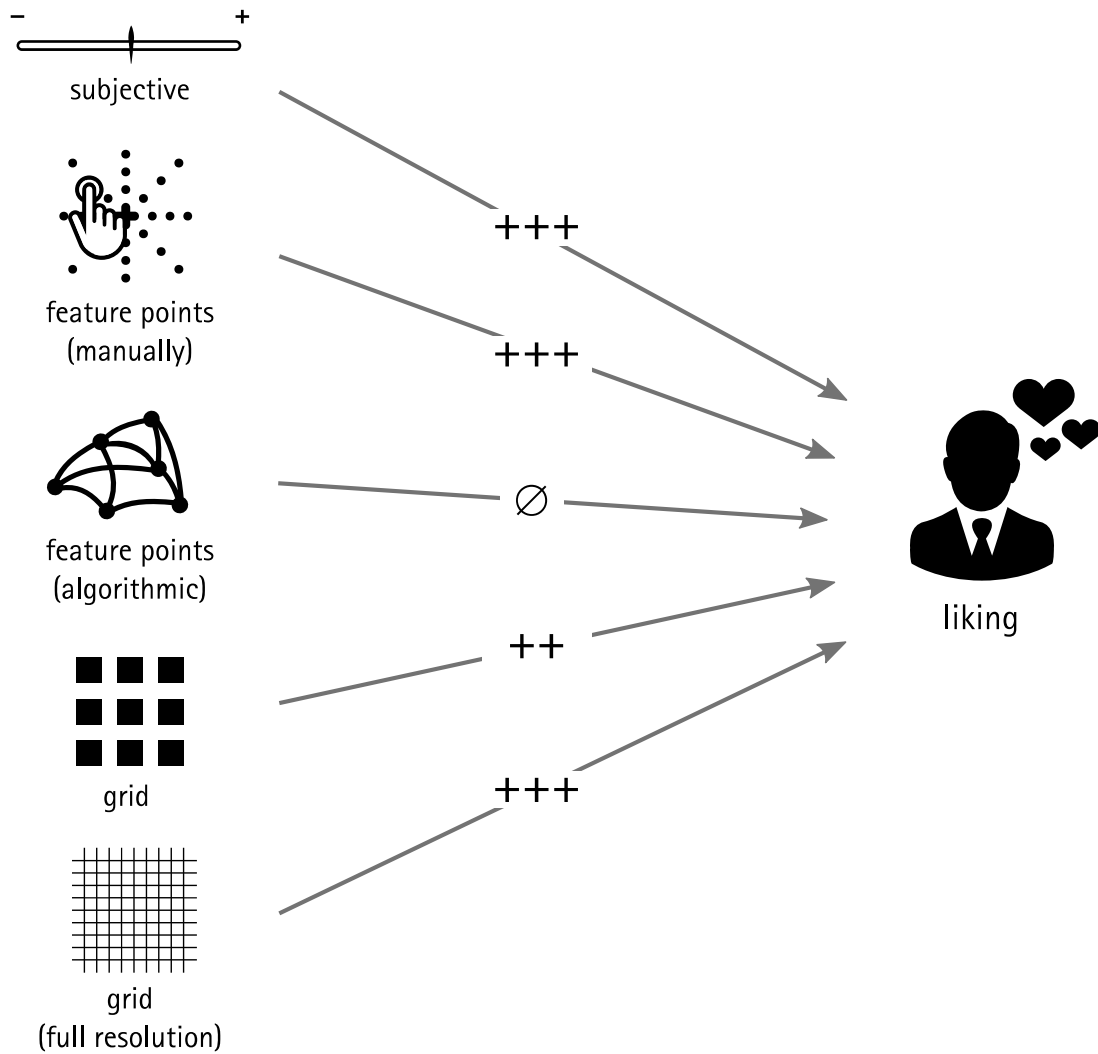 − +
subjective
+++
feature points
(manually)
+++
feature points
(algorithmic)
∅
liking
++
grid
+++
grid
(full resolution)